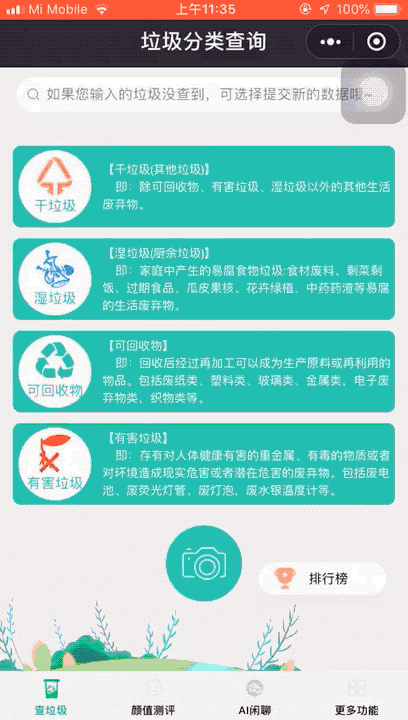 Mi Mobile
上午11:35
100%
垃圾分类查询
如果您输入的垃圾没查到，可选择提交新的数据哦~
干垃圾
【干垃圾(其他垃圾)】
即：除可回收物、有害垃圾、湿垃圾以外的其他生活
废弃物。
湿垃圾
【湿垃圾(厨余垃圾)】
即：家庭中产生的易腐食物垃圾:食材废料、剩菜剩
饭、过期食品、瓜皮果核、花卉绿植、中药药渣等易腐
的生活废弃物。
可回收物
【可回收物】
即：回收后经过再加工可以成为生产原料或再利用的
物品。包括废纸类、塑料类、玻璃类、金属类，电子废
弃物类，织物类等。
有害垃圾
【有害垃圾】
即：存有对人体健康有害的重金属、有毒的物质或者
对环境造成现实危害或者潜在危害的废弃物。包括废电
池、废荧光灯管、废灯泡，废水银温度计等。
排行榜
查垃圾
颜值测评
AI闲聊
更多功能